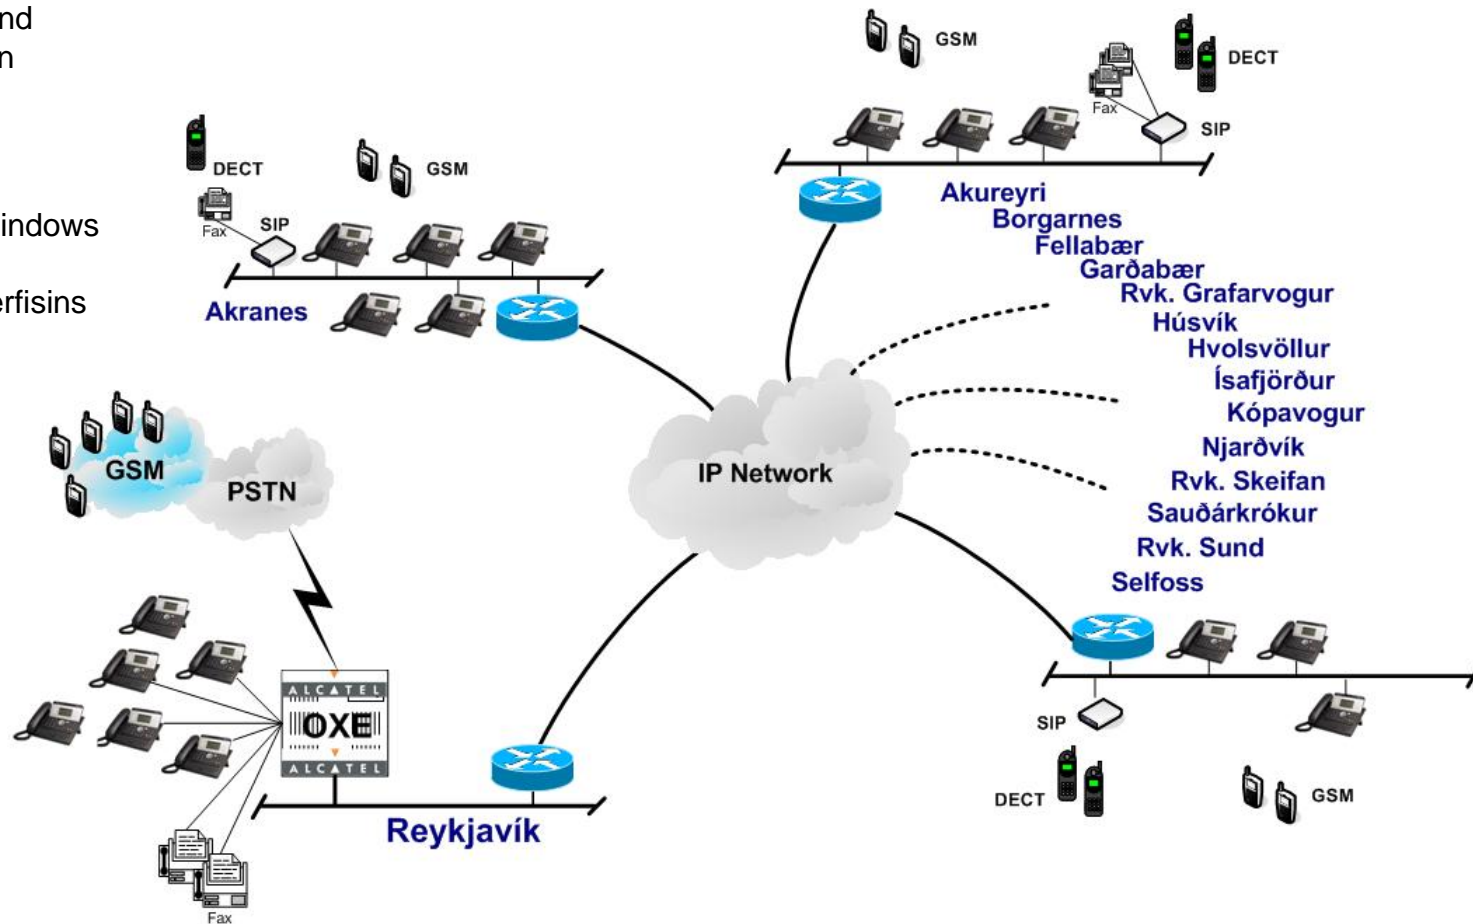 nd
n
indows
erfisins
GSM
DECT
Fax
SIP
Akureyri
Borgarnes
Fellabær
Garðabær
Rvk. Grafarvogur
Húsvík
Hvolsvöllur
Ísafjörður
Kópavogur
Njarðvík
Rvk. Skeifan
Sauðárkrókur
Rvk. Sund
Selfoss
DECT
GSM
Fax
SIP
Akranes
GSM
PSTN
IP Network
ALCATEL
OXE
ALCATEL
Reykjavík
Fax
SIP
DECT
GSM